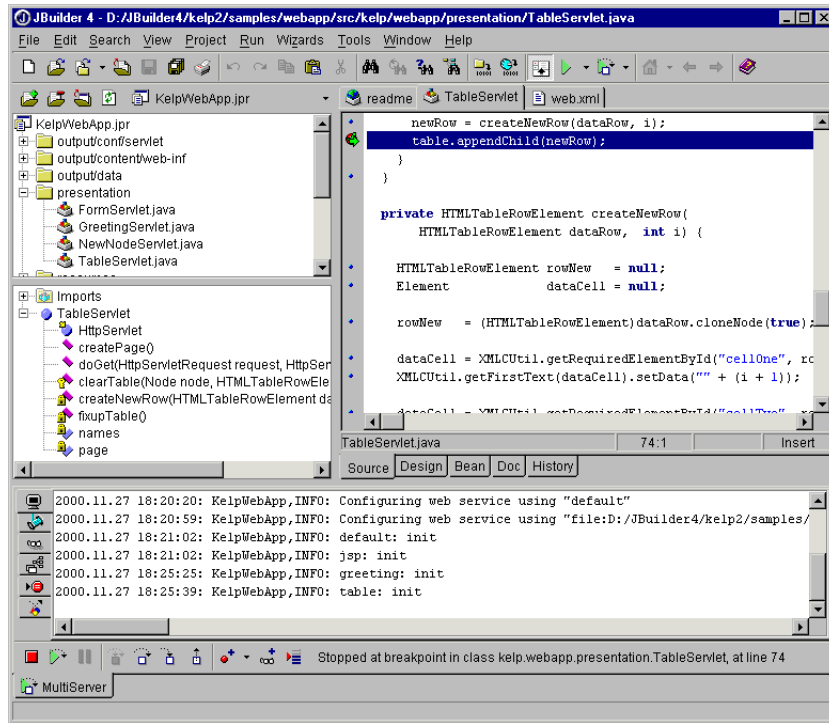 JBuilder 4 - D:/JBuilder4/kelp2/samples/webapp/src/kelp/webapp/presentation/TableServlet.java
File Edit Search View Project Run Wizards Tools Window Help
KelpWebApp.jpr
readme TableServlet web.xml
KelpWebApp.jpr
output/conf/servlet
output/content/web-inf
output/data
presentation
FormServlet.java
GreetingServlet.java
NewNodeServlet.java
TableServlet.java
Imports
TableServlet
HttpServlet
createPage()
doGet(HttpServletRequest request, HttpSer
clearTable(Node node, HTMLTableRowEle
createNewRow(HTMLTableRowElement da
fixupTable()
names
page
newRow = createNewRow(dataRow, i);
table.appendChild(newRow);
}
}
private HTMLTableRowElement createNewRow(
HTMLTableRowElement dataRow, int i) {
HTMLTableRowElement rowNew = null;
Element dataCell = null;
rowNew = (HTMLTableRowElement)dataRow.cloneNode(true);
dataCell = XMLCUtil.getRequiredElementById("cellOne", ro
XMLCUtil.getFirstText(dataCell).setData("" + (i + 1));
TableServlet.java 74:1 Insert
Source Design Bean Doc History
2000.11.27 18:20:20: KelpWebApp,INFO: Configuring web service using "default"
2000.11.27 18:20:59: KelpWebApp,INFO: Configuring web service using "file:D:/JBuilder4/kelp2/samples/
2000.11.27 18:21:02: KelpWebApp,INFO: default: init
2000.11.27 18:21:02: KelpWebApp,INFO: jsp: init
2000.11.27 18:25:25: KelpWebApp,INFO: greeting: init
2000.11.27 18:25:39: KelpWebApp,INFO: table: init
Stopped at breakpoint in class kelp.webapp.presentation.TableServlet, at line 74
MultiServer